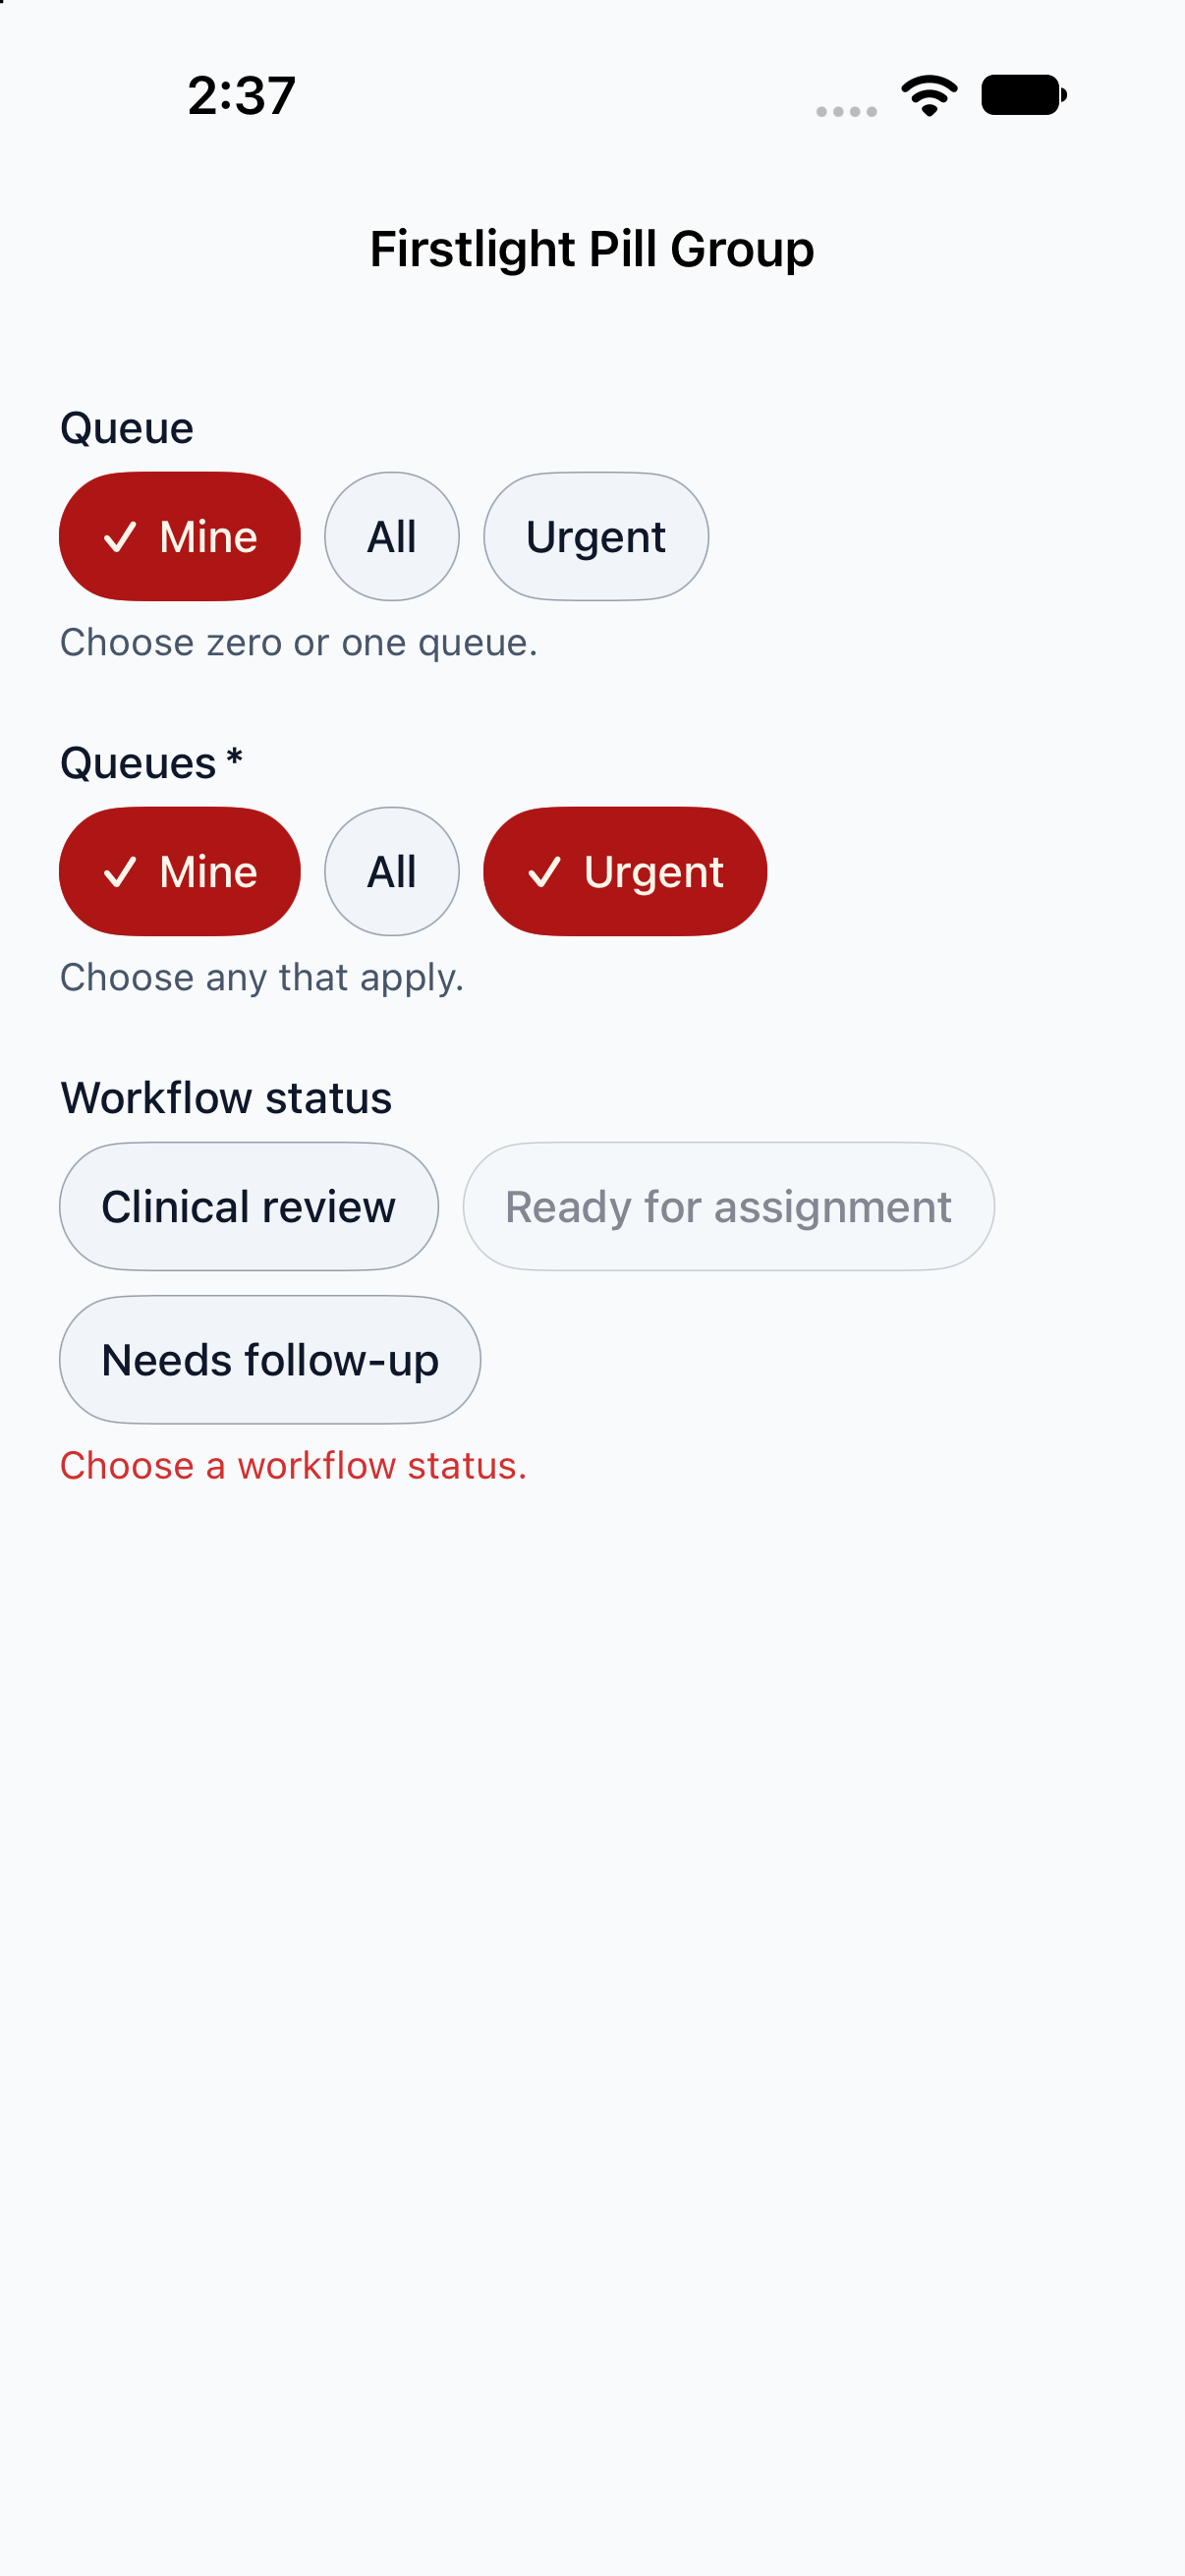 2:37
Firstlight Pill Group
Queue
Mine All Urgent
Choose zero or one queue.
Queues *
Mine All Urgent
Choose any that apply.
Workflow status
Clinical review Ready for assignment
Needs follow-up
Choose a workflow status.